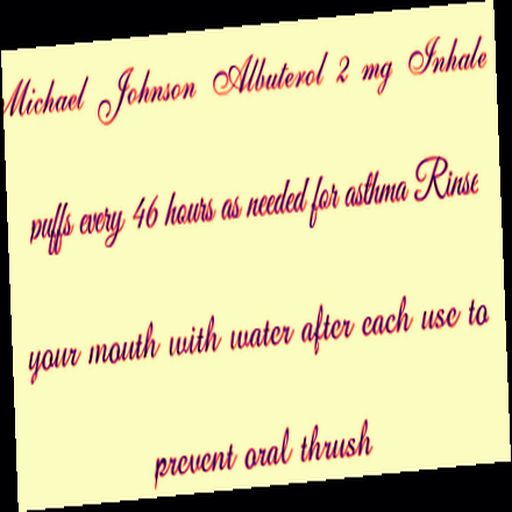 Michael Johnson Albuterol 2 mg Inhale
puffs every 46 hours as needed for asthma Rinse
your mouth with water after each use to
prevent oral thrush